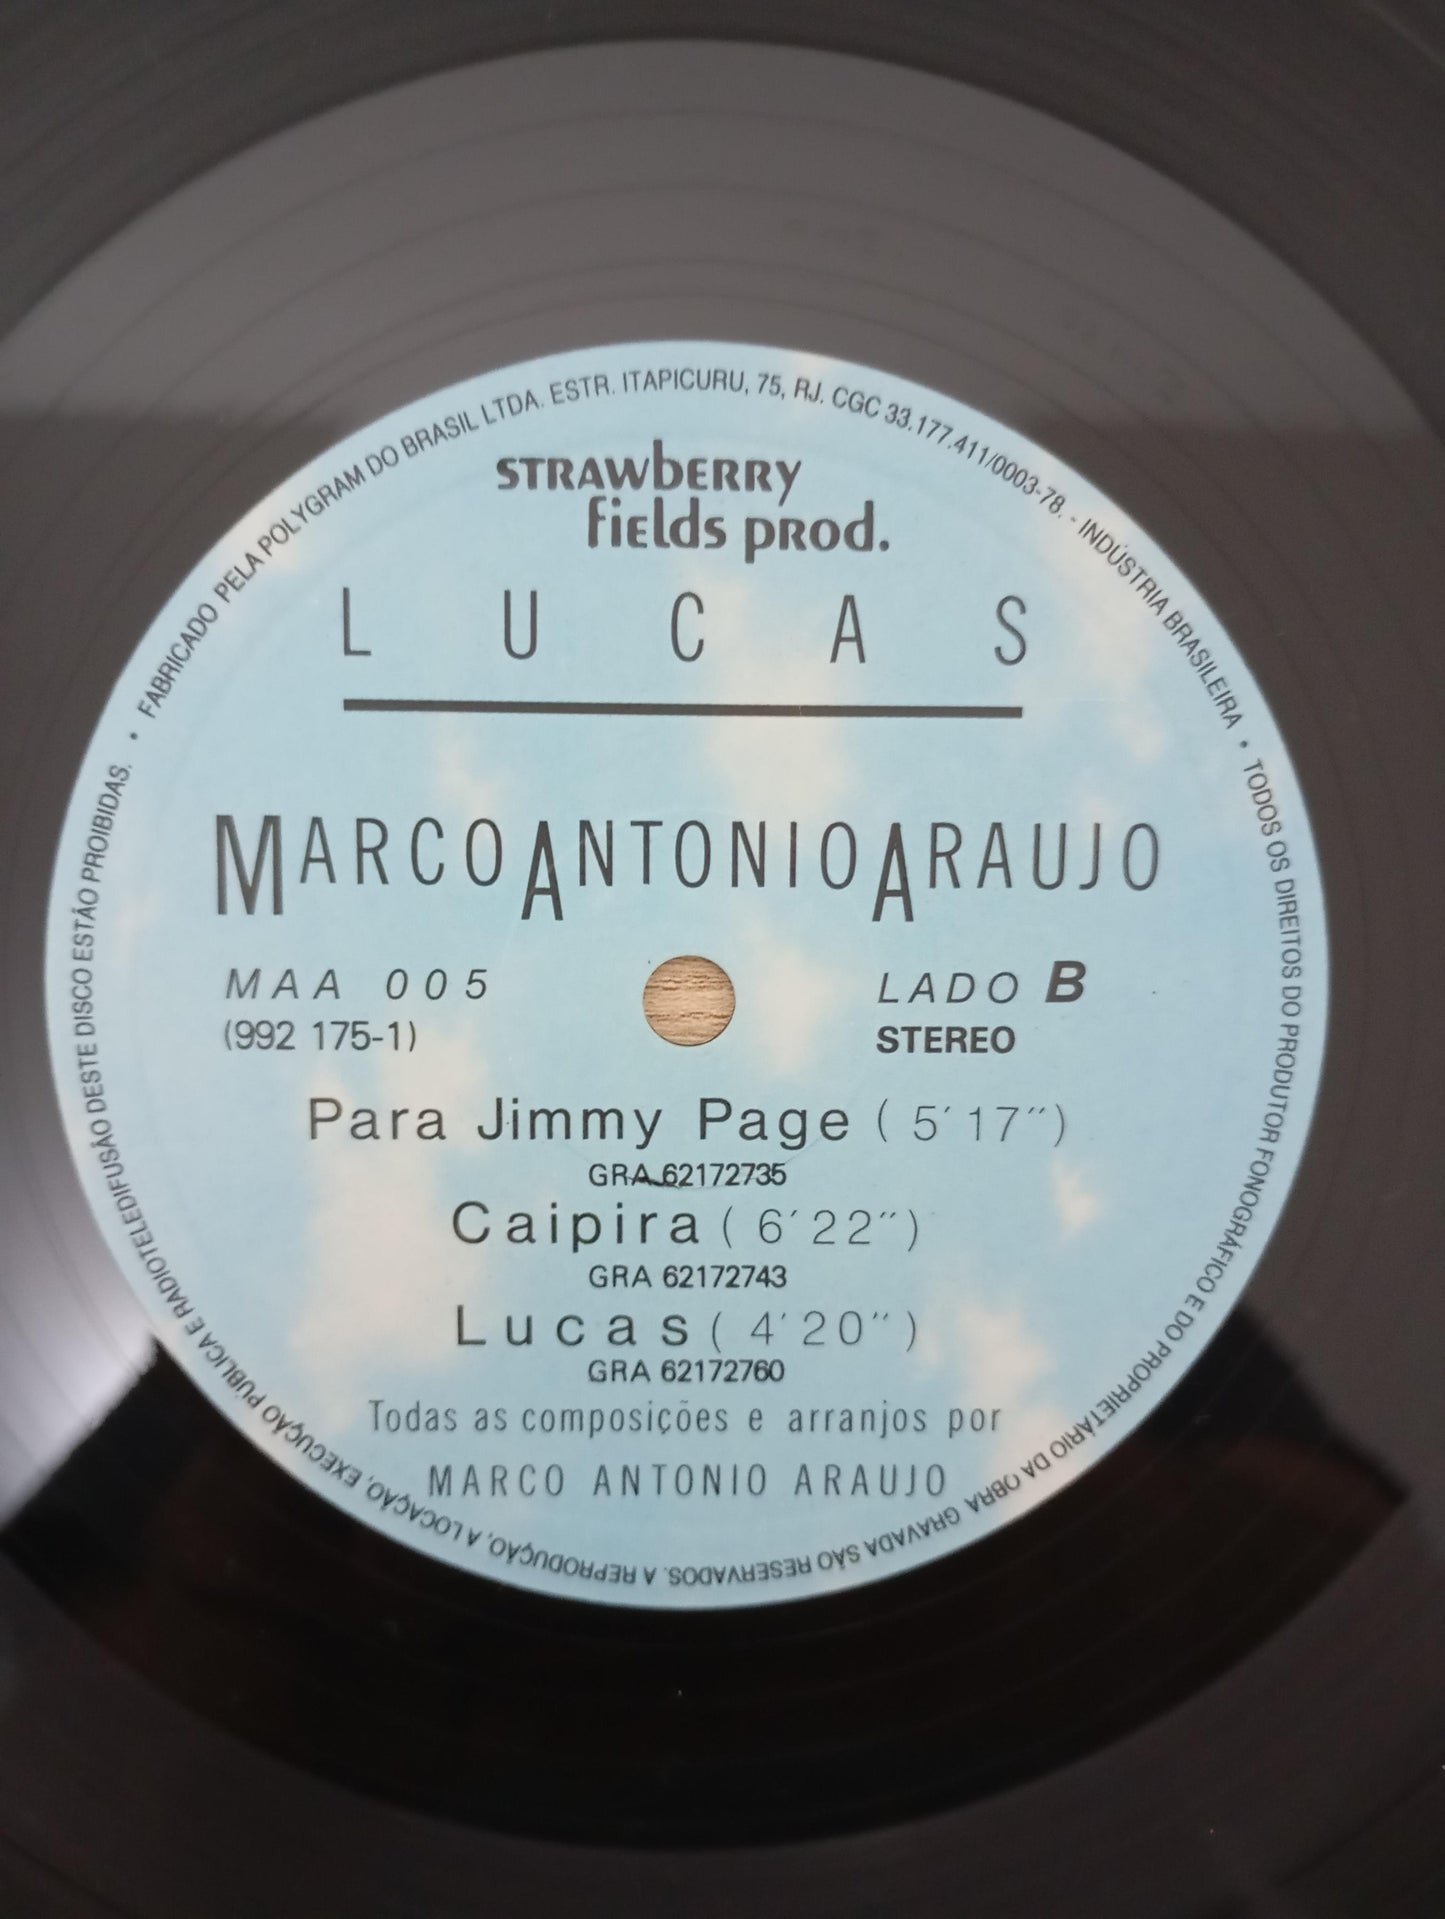 FABRICADO PELA POLYGRAM DO BRASIL LTDA. ESTR. ITAPICURU, 75, RJ. CGC 33.177.411/0003-78. - INDÚSTRIA BRASILEIRA • TODOS OS DIREITOS DO PRODUTOR FONOGRÁFICO E DO PROPRIETÁRIO DA OBRA GRAVADA SÃO RESERVADOS. A REPRODUÇÃO, A LOCAÇÃO, EXECUÇÃO PÚBLICA E RADIOTELEDIFUSÃO DESTE DISCO ESTÃO PROIBIDAS. •
STRAWbERRY
fiElds pROd.
LUCAS
MARCO ANTONIO ARAUJO
MAA 005
(992 175-1)
LADO B
STEREO
Para Jimmy Page (5´17´´)
GRA 62172735
Caipira (6´22´´)
GRA 62172743
Lucas (4´20´´)
GRA 62172760
Todas as composições e arranjos por
MARCO ANTONIO ARAUJO